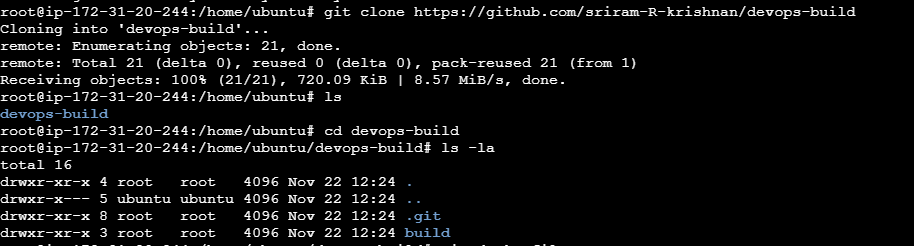 root@ip-172-31-20-244:/home/ubuntu# git clone https://github.com/sriram-R-krishnan/devops-build
Cloning into 'devops-build'...
remote: Enumerating objects: 21, done.
remote: Total 21 (delta 0), reused 0 (delta 0), pack-reused 21 (from 1)
Receiving objects: 100% (21/21), 720.09 KiB | 8.57 MiB/s, done.
root@ip-172-31-20-244:/home/ubuntu# ls
devops-build
root@ip-172-31-20-244:/home/ubuntu# cd devops-build
root@ip-172-31-20-244:/home/ubuntu/devops-build# ls -la
total 16
drwxr-xr-x 4 root   root   4096 Nov 22 12:24 .
drwxr-x--- 5 ubuntu ubuntu 4096 Nov 22 12:24 ..
drwxr-xr-x 8 root   root   4096 Nov 22 12:24 .git
drwxr-xr-x 3 root   root   4096 Nov 22 12:24 build